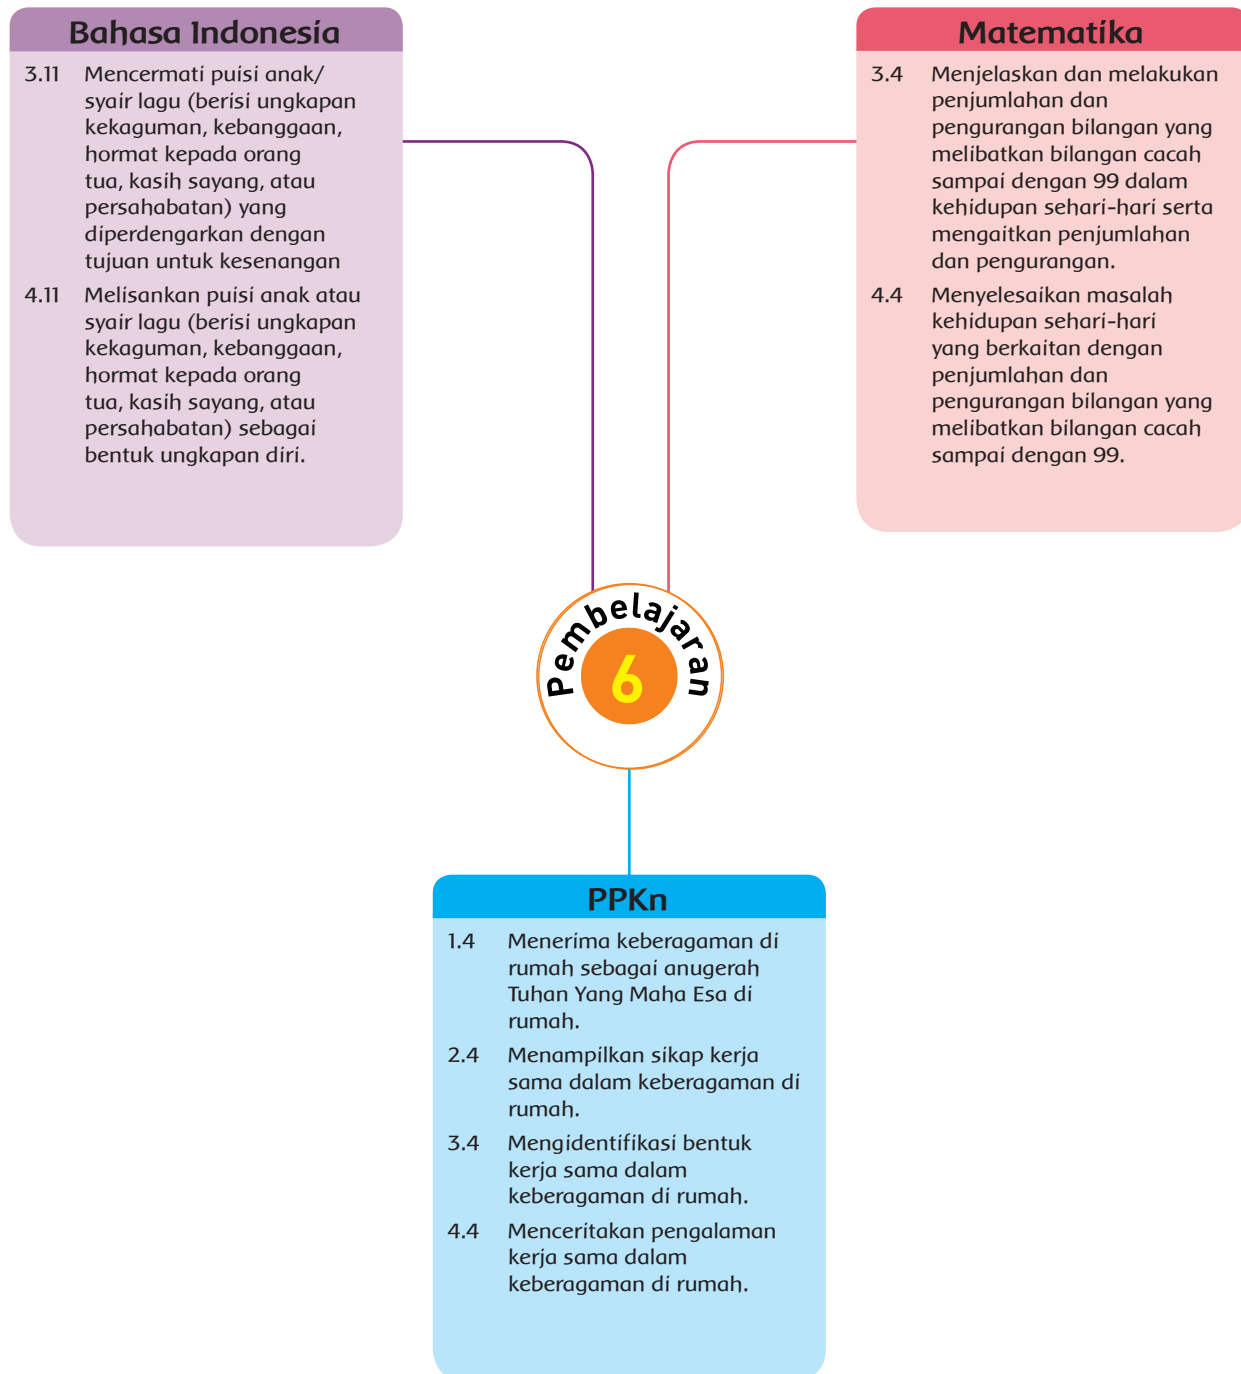 Bahasa Indonesia
3.11 Mencermati puisi anak/
syair lagu (berisi ungkapan
kekaguman, kebanggaan,
hormat kepada orang
tua, kasih sayang, atau
persahabatan) yang
diperdengarkan dengan
tujuan untuk kesenangan
4.11 Melisankan puisi anak atau
syair lagu (berisi ungkapan
kekaguman, kebanggaan,
hormat kepada orang
tua, kasih sayang, atau
persahabatan) sebagai
bentuk ungkapan diri.
Matematika
3.4 Menjelaskan dan melakukan
penjumlahan dan
pengurangan bilangan yang
melibatkan bilangan cacah
sampai dengan 99 dalam
kehidupan sehari-hari serta
mengaitkan penjumlahan
dan pengurangan.
4.4 Menyelesaikan masalah
kehidupan sehari-hari
yang berkaitan dengan
penjumlahan dan
pengurangan bilangan yang
melibatkan bilangan cacah
sampai dengan 99.
Pembelajaran
6
PPKn
1.4 Menerima keberagaman di
rumah sebagai anugerah
Tuhan Yang Maha Esa di
rumah.
2.4 Menampilkan sikap kerja
sama dalam keberagaman di
rumah.
3.4 Mengidentifikasi bentuk
kerja sama dalam
keberagaman di rumah.
4.4 Menceritakan pengalaman
kerja sama dalam
keberagaman di rumah.